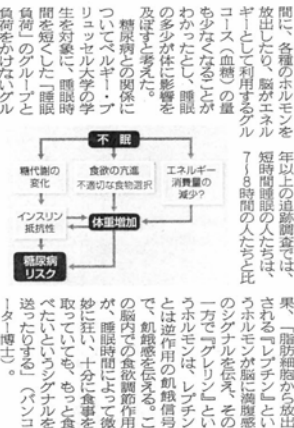 間に、各種のホルモンを
放出したり、脳がエネル
ギーとして利用するグル
コース（血糖）の量
も少なくなることが
わかったとし、睡眠
の多少が体に影響を
及ぼすと考えた。
糖尿病との関係に
ついてベルギー・ブ
リュッセル大学の学
生を対象に、睡眠時
間を短くした「睡眠
負荷」のグループと
負荷をかけないグル
不眠
糖代謝の
変化
食欲の亢進
不適切な食物選択
エネルギー
消費量の
減少?
インスリン
抵抗性
体重増加
糖尿病
リスク
年以上の追跡調査では、
短時間睡眠の人たちは、
7〜8時間の人たちと比
果、「脂肪細胞から放出
される『レプチン』とい
うホルモンが脳に満腹感
のシグナルを伝え、その
一方で『グレリン』とい
うホルモンは、レプチン
とは逆作用の飢餓信号
で、飢餓感を伝える。こ
の脳内での食欲調節作用
が、睡眠時間によって微
妙に狂い、十分に食事を
取っていても、もっと食
べたいというシグナルを
送ったりする」（バンコ
ーター博士）。